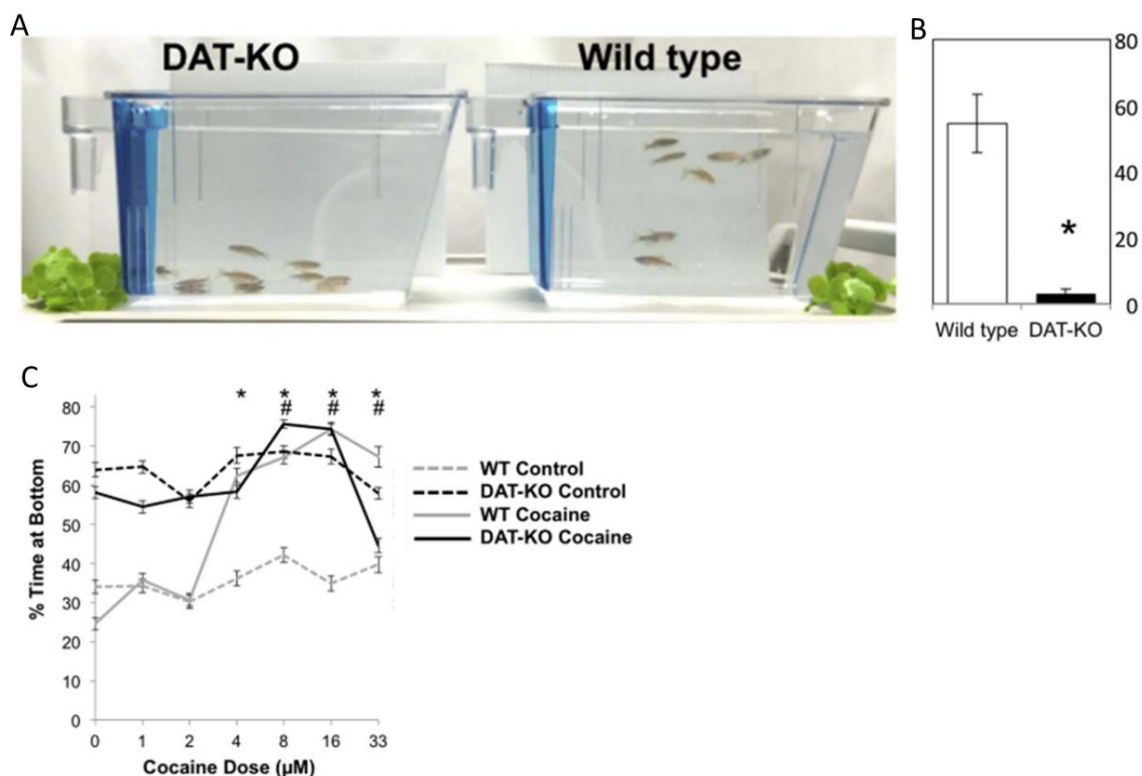 A
DAT-KO
Wild type
B
80
60
40
20
0
*
Wild type
DAT-KO
C
* * * *
# # #
80
70
60
50
40
30
20
10
0
% Time at Bottom
0 1 2 4 8 16 33
Cocaine Dose (µM)
WT Control
DAT-KO Control
WT Cocaine
DAT-KO Cocaine